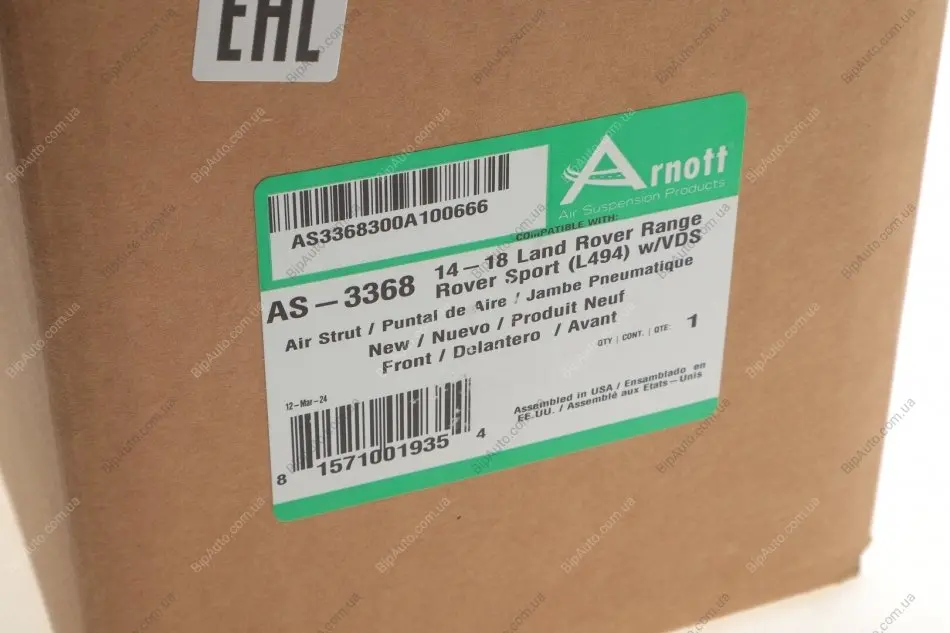 EAC
Arnott
Air Suspension Products
AS3368300A100666
COMPATIBLE WITH:
AS-3368 14-18 Land Rover Range
Rover Sport (L494) w/VDS
Air Strut / Puntal de Aire / Jambe Pneumatique
New / Nuevo / Produit Neuf
Front / Delantero / Avant
QTY | CONT. | QTE: 1
12-Mar-24
Assembled in USA / Ensamblado en
EE.UU. / Assemblé aux Etats-Unis
8 1571001935 4
BipAuto.com.ua